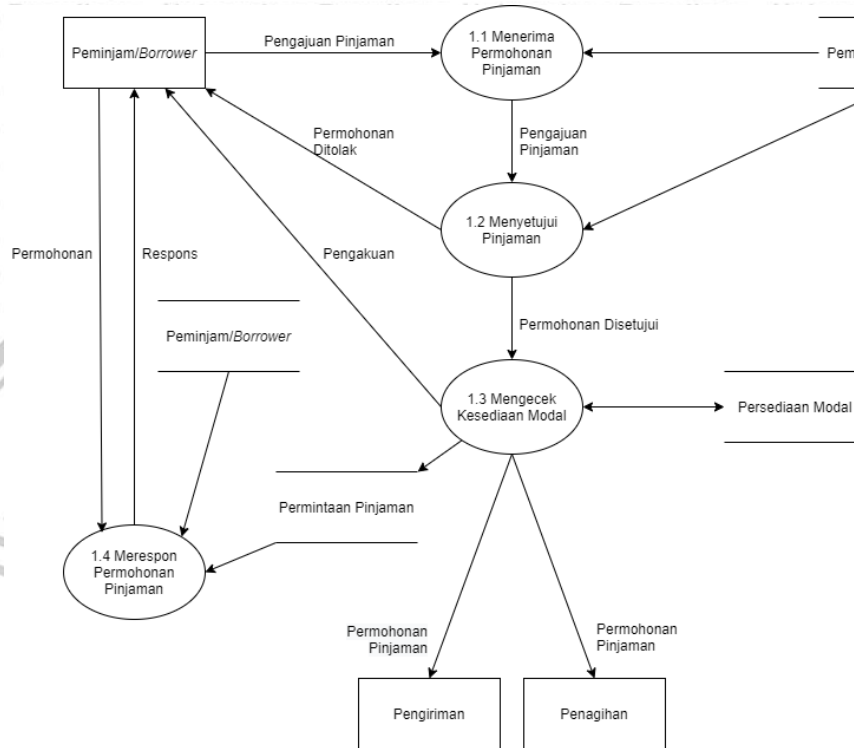 Peminjam/Borrower
Pengajuan Pinjaman
1.1 Menerima
Permohonan
Pinjaman
Permohonan
Ditolak
Pengajuan
Pinjaman
1.2 Menyetujui
Pinjaman
Permohonan
Respons
Pengakuan
Permohonan Disetujui
Peminjam/Borrower
1.3 Mengecek
Kesediaan Modal
Persediaan Modal
Permintaan Pinjaman
1.4 Merespon
Permohonan
Pinjaman
Permohonan
Pinjaman
Permohonan
Pinjaman
Pengiriman
Penagihan